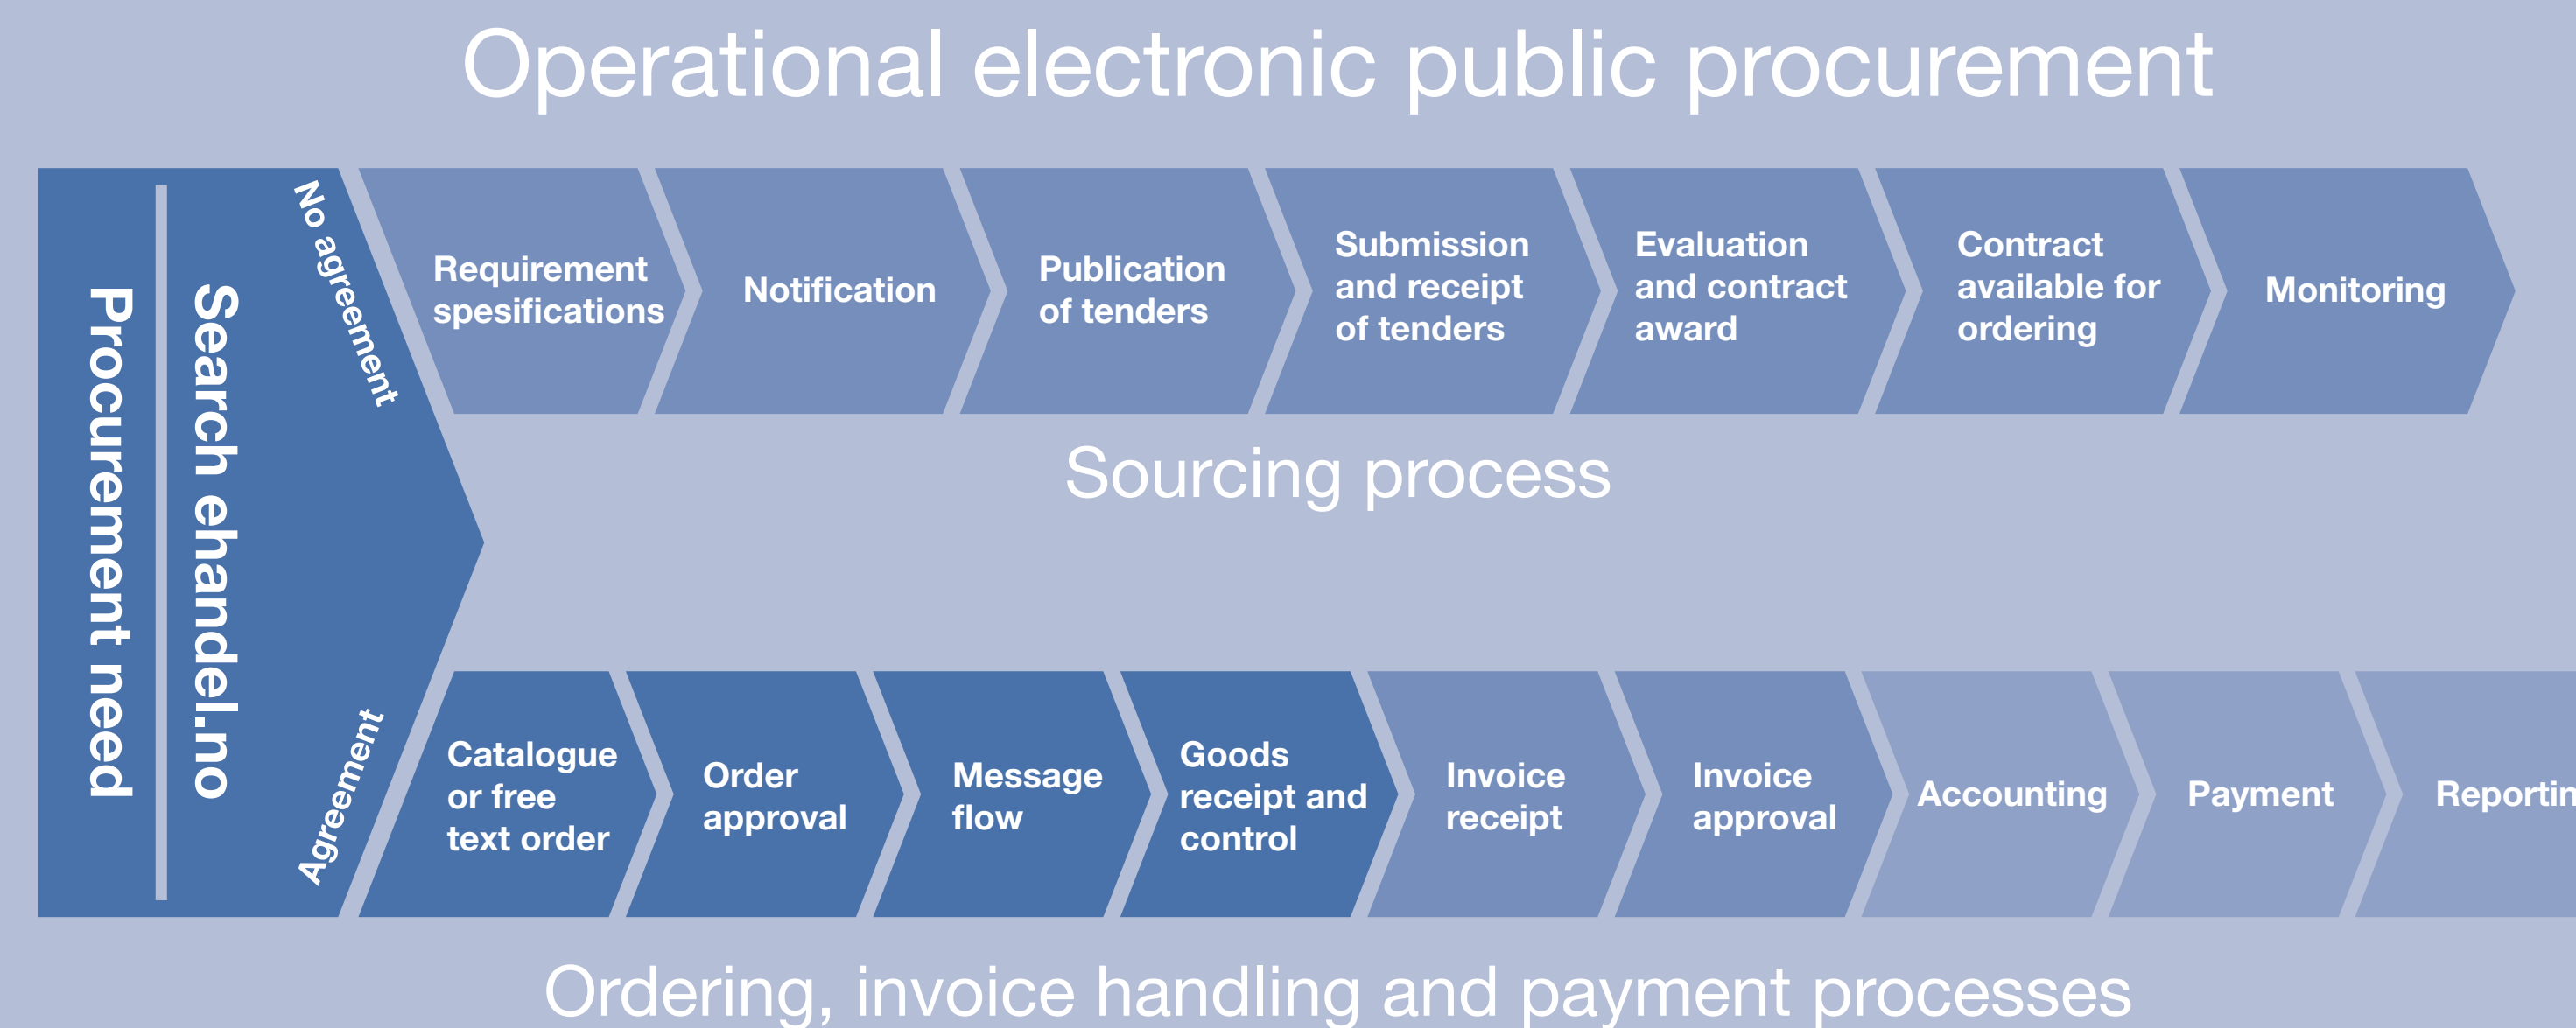 Operational electronic public procurement
Procurement need
Search ehandel.no
No agreement
Requirement
spesifications
Notification
Publication
of tenders
Submission
and receipt
of tenders
Evaluation
and contract
award
Contract
available for
ordering
Monitoring
Sourcing process
Agreement
Catalogue
or free
text order
Order
approval
Message
flow
Goods
receipt and
control
Invoice
receipt
Invoice
approval
Accounting
Payment
Ordering, invoice handling and payment processes